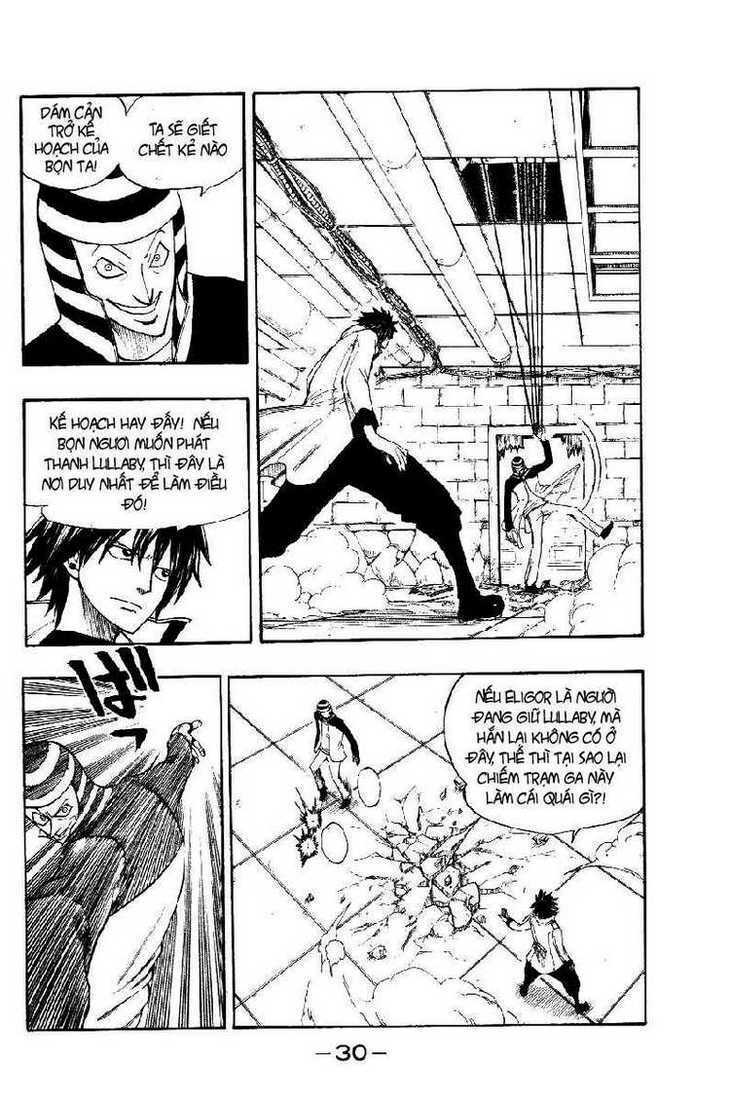 DÁM CẢN
TRỞ KẾ
HOẠCH CỦA
BỌN TA!
TA SẼ GIẾT
CHẾT KẺ NÀO
KẾ HOẠCH HAY ĐẤY! NẾU
BỌN NGƯƠI MUỐN PHÁT
THANH LULLABY, THÌ ĐÂY LÀ
NƠI DUY NHẤT ĐỂ LÀM ĐIỀU
ĐÓ!
ば
NẾU ELIGOR LÀ NGƯỜI
ĐANG GIỮ LULLABY, MÀ
HẮN LẠI KHÔNG CÓ Ở
ĐÂY, THẾ THÌ TẠI SAO LẠI
CHIẾM TRẠM GA NÀY
LÀM CÁI QUÁI GÌ?!
-30-